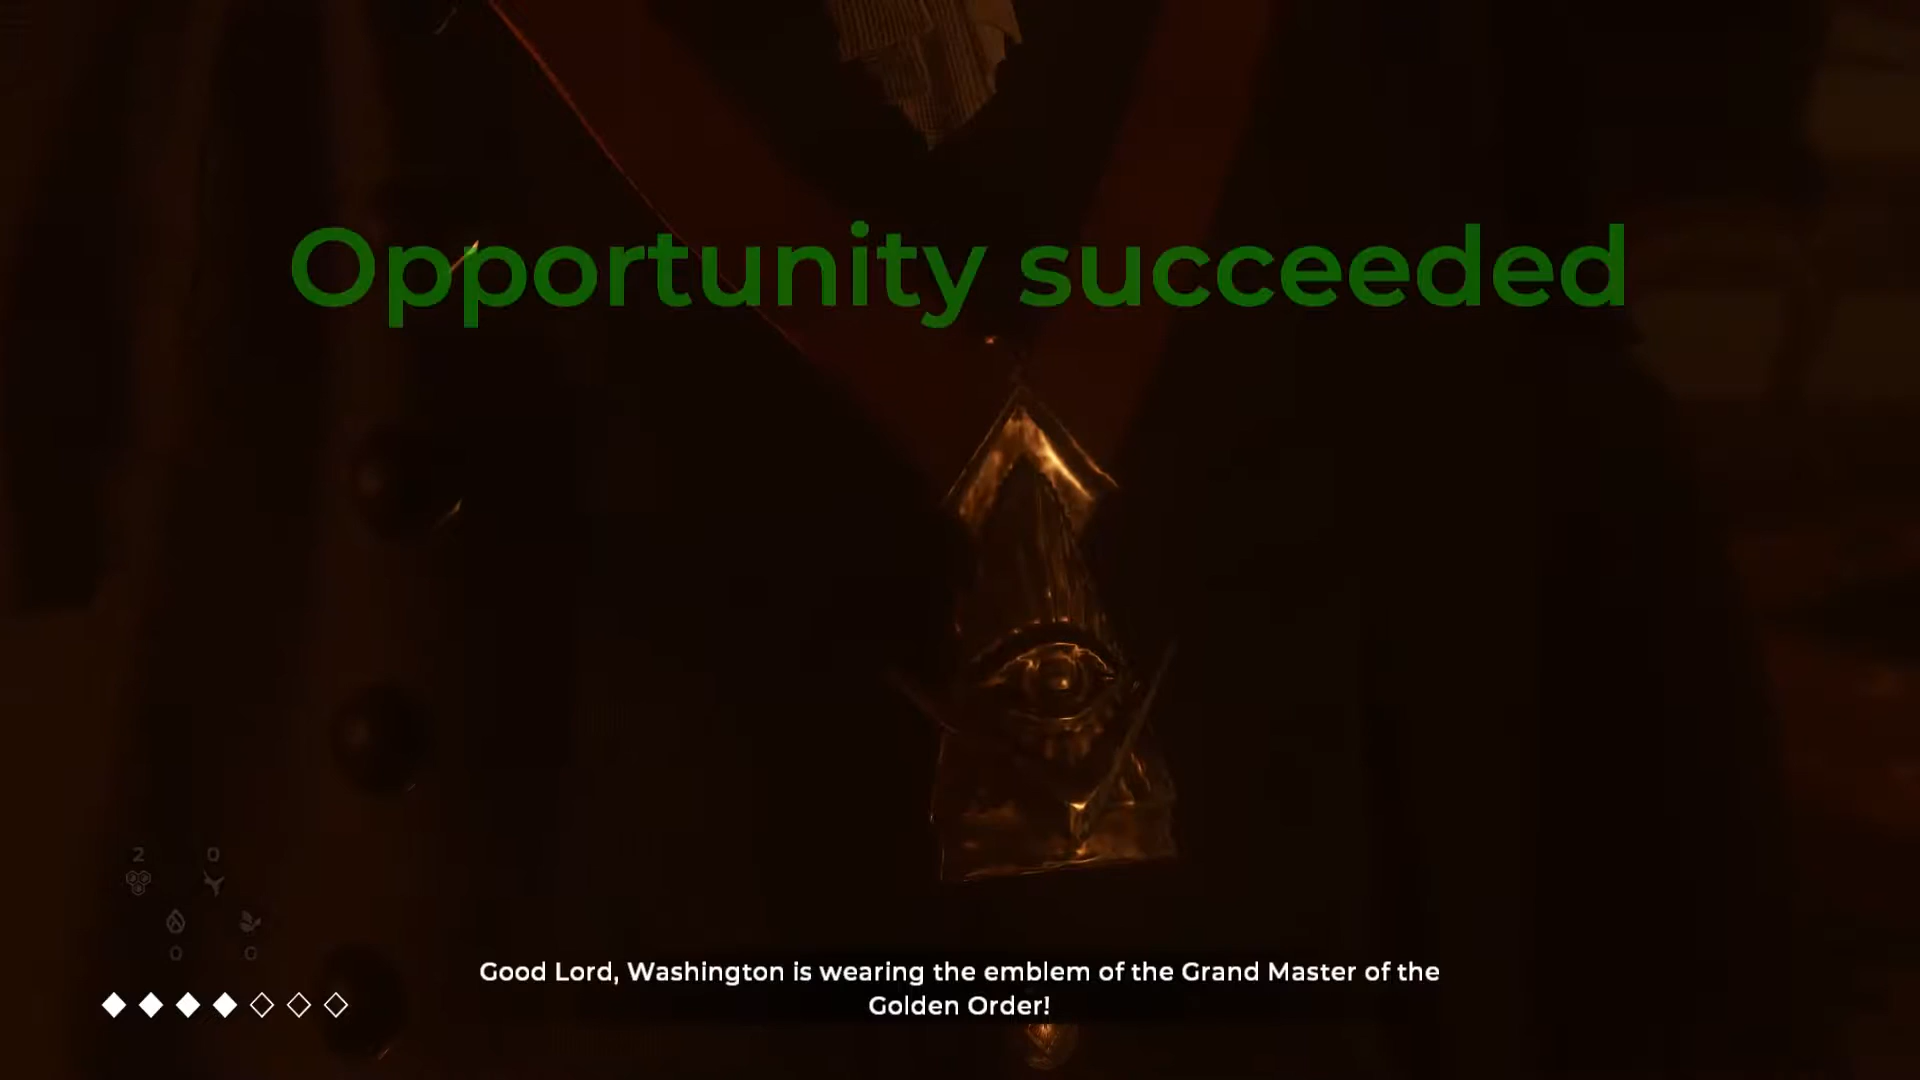 Opportunity succeeded
2 0
0 0
Good Lord, Washington is wearing the emblem of the Grand Master of the
Golden Order!